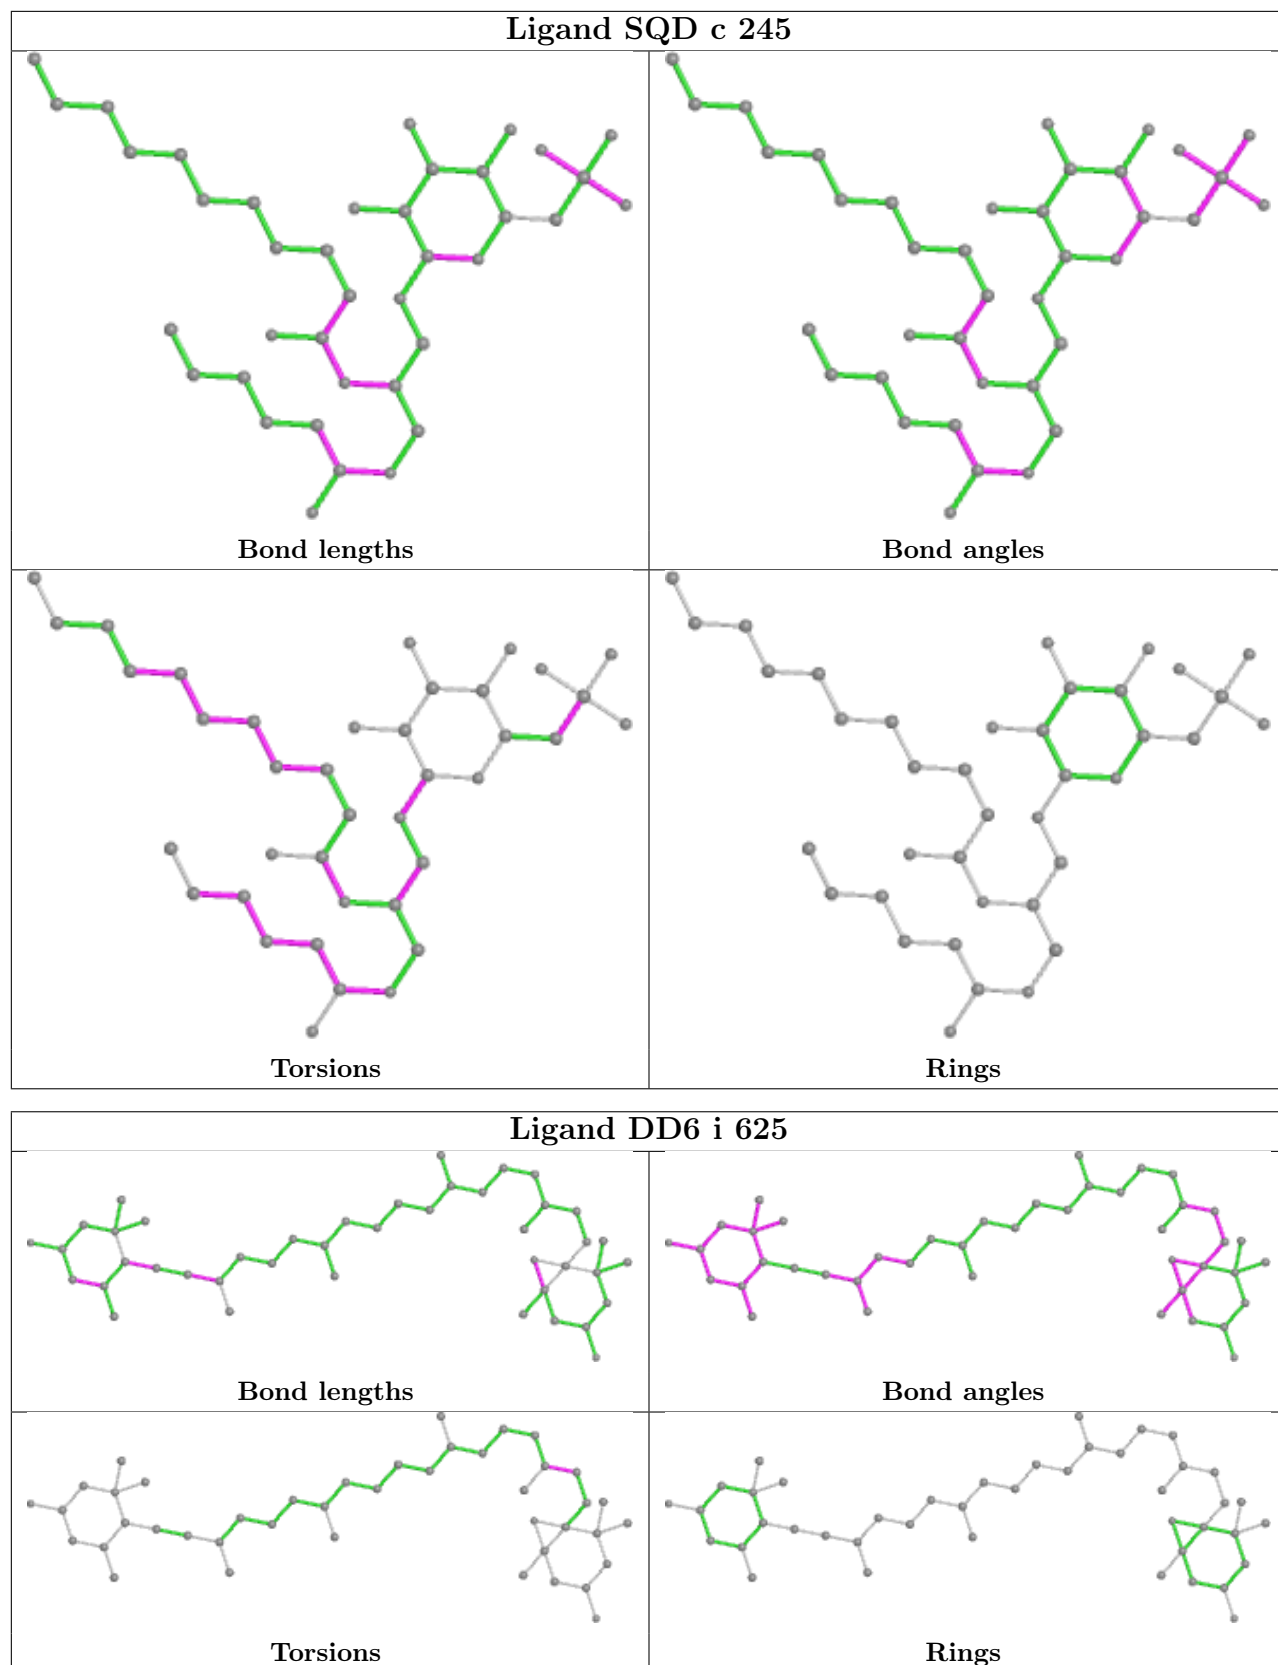 Ligand SQD c 245
Bond lengths
Bond angles
Torsions
Rings
Ligand DD6 i 625
Bond lengths
Bond angles
Torsions
Rings